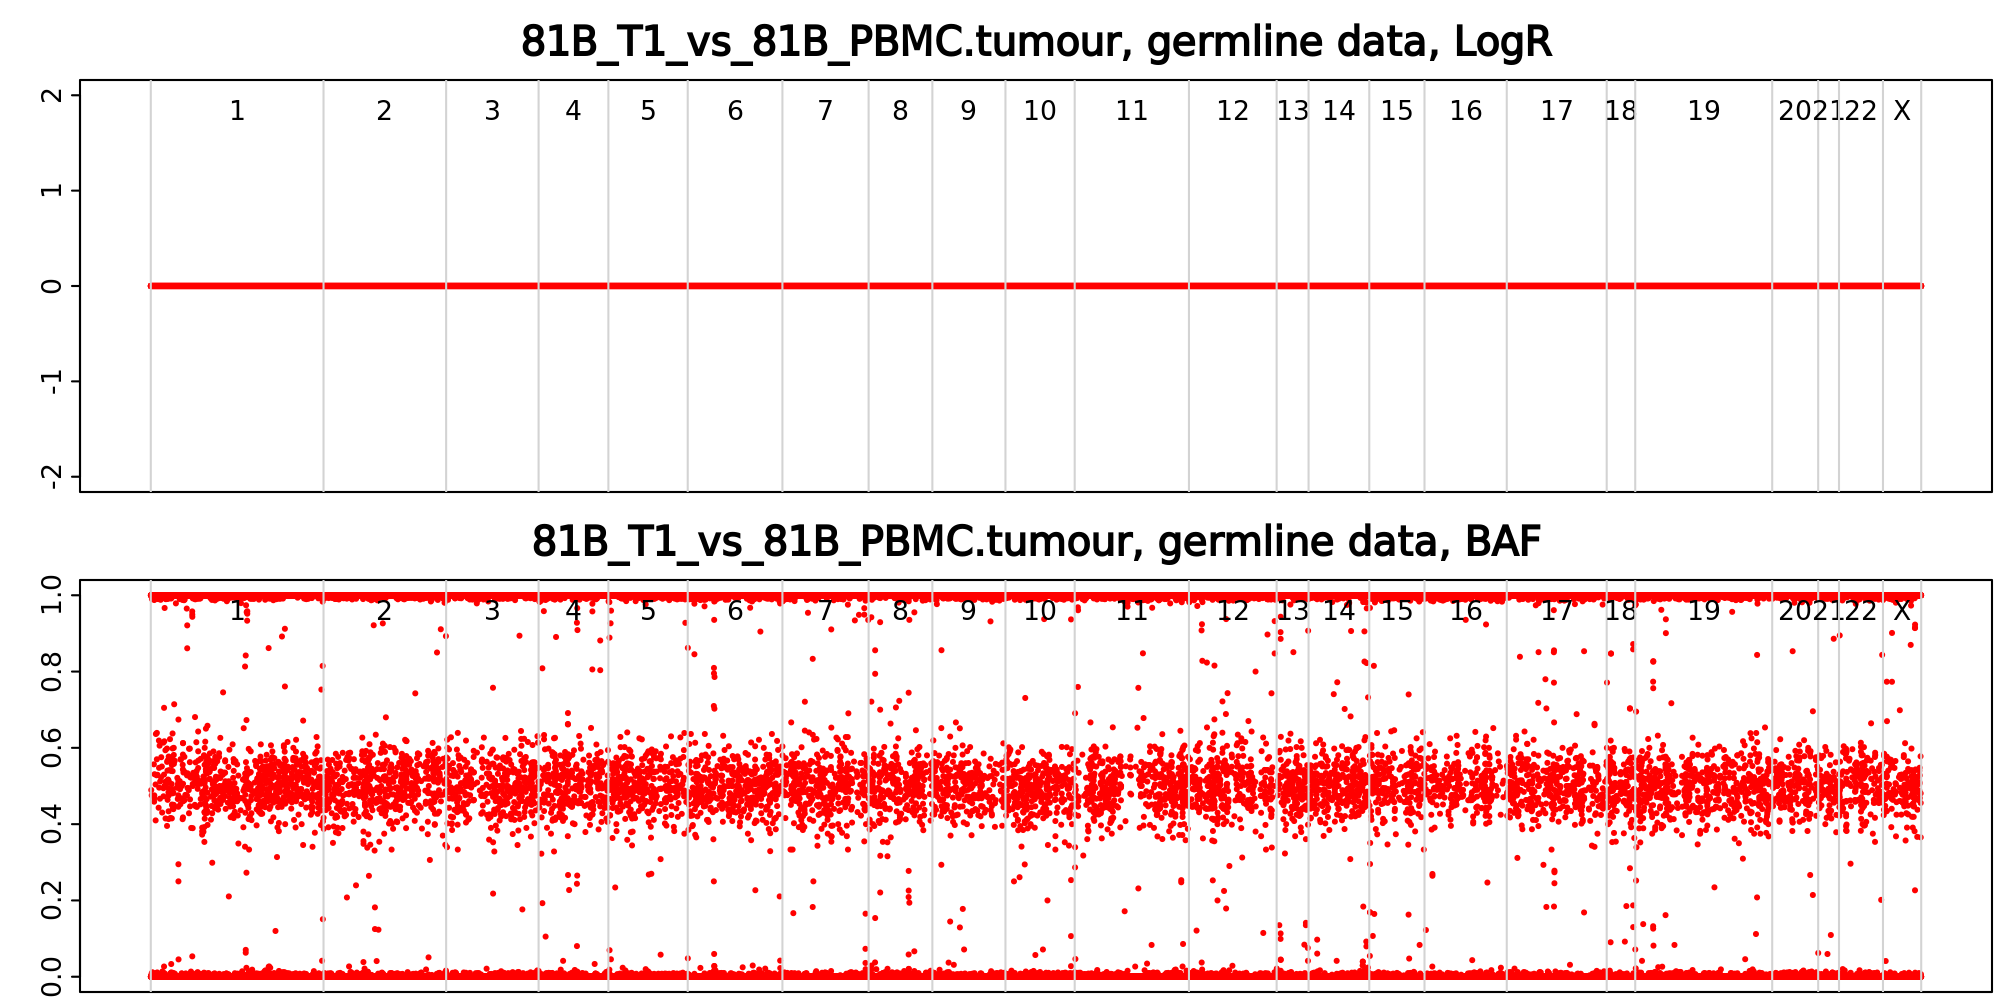 81B_T1_vs_81B_PBMC.tumour, germline data, LogR
2
1 2 3 4 5 6 7 8 9 10 11 12 13 14 15 16 17 18 19 20 21 22 X
1
0
-1
-2
81B_T1_vs_81B_PBMC.tumour, germline data, BAF
1.0
1 2 3 4 5 6 7 8 9 10 11 12 13 14 15 16 17 18 19 20 21 22 X
0.8
0.6
0.4
0.2
0.0